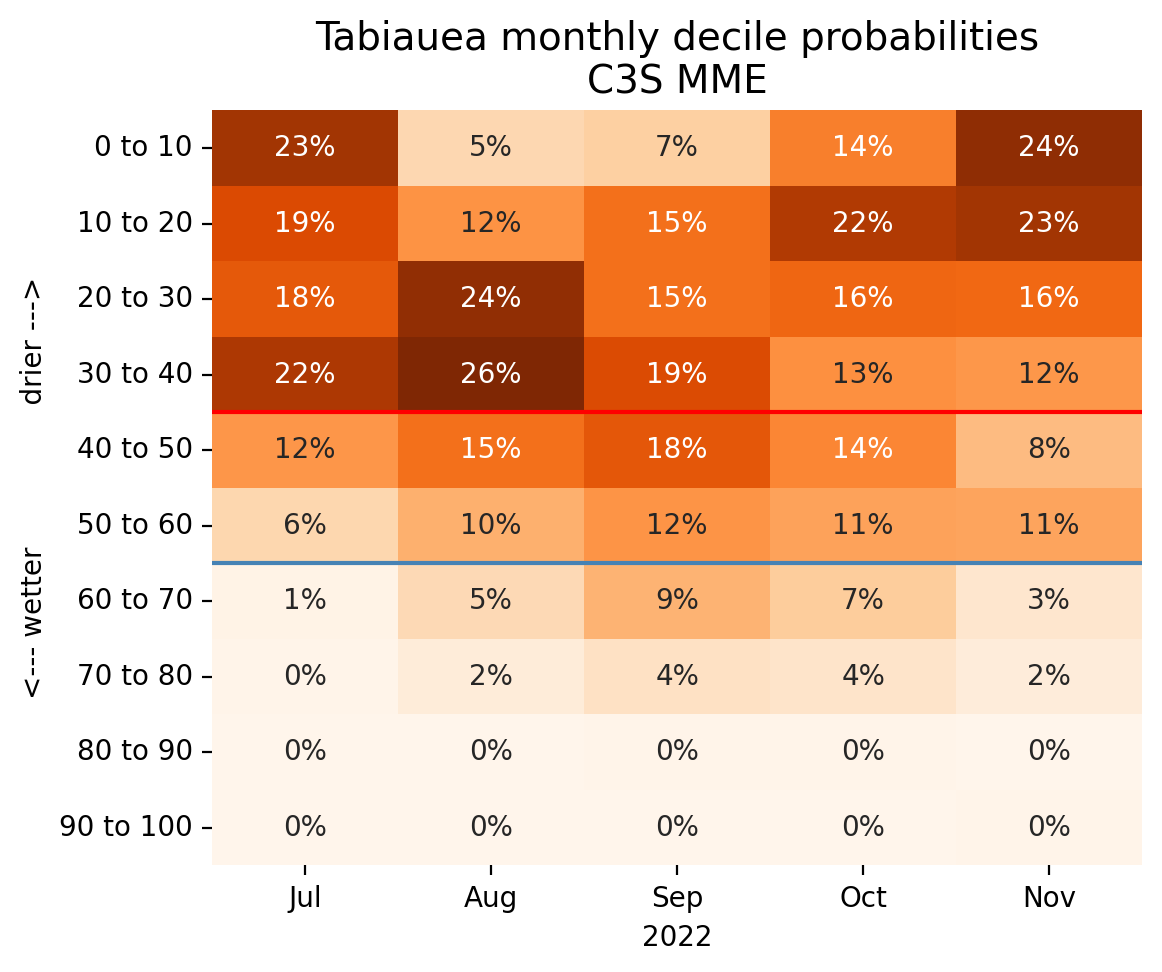 Tabiauea monthly decile probabilities
C3S MME
0 to 10 23% 5% 7% 14% 24%
10 to 20 19% 12% 15% 22% 23%
20 to 30 18% 24% 15% 16% 16%
30 to 40 22% 26% 19% 13% 12%
40 to 50 12% 15% 18% 14% 8%
50 to 60 6% 10% 12% 11% 11%
60 to 70 1% 5% 9% 7% 3%
70 to 80 0% 2% 4% 4% 2%
80 to 90 0% 0% 0% 0% 0%
90 to 100 0% 0% 0% 0% 0%
Jul Aug Sep Oct Nov
2022
<--- wetter drier --->